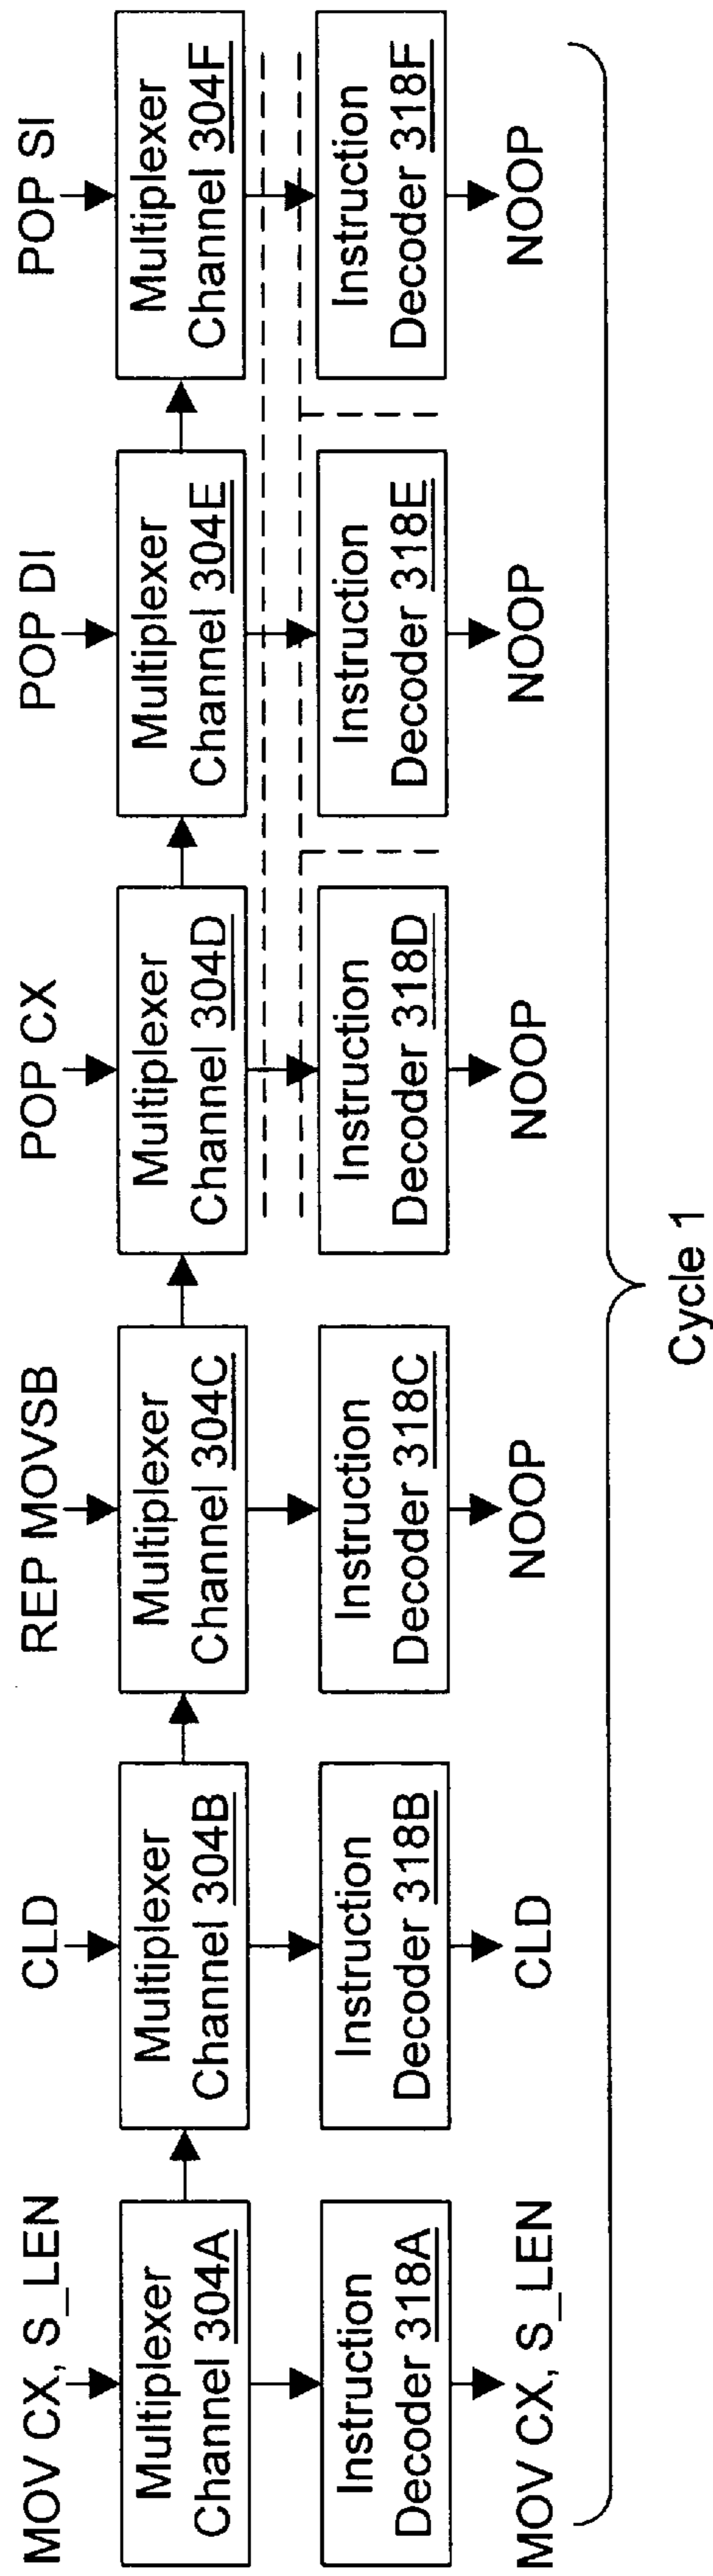 MOV CX, S_LEN
CLD
REP MOVSB
POP CX
POP DI
POP SI
Multiplexer
Channel 304A
Multiplexer
Channel 304B
Multiplexer
Channel 304C
Multiplexer
Channel 304D
Multiplexer
Channel 304E
Multiplexer
Channel 304F
Instruction
Decoder 318A
Instruction
Decoder 318B
Instruction
Decoder 318C
Instruction
Decoder 318D
Instruction
Decoder 318E
Instruction
Decoder 318F
MOV CX, S_LEN
CLD
NOOP
NOOP
NOOP
NOOP
Cycle 1